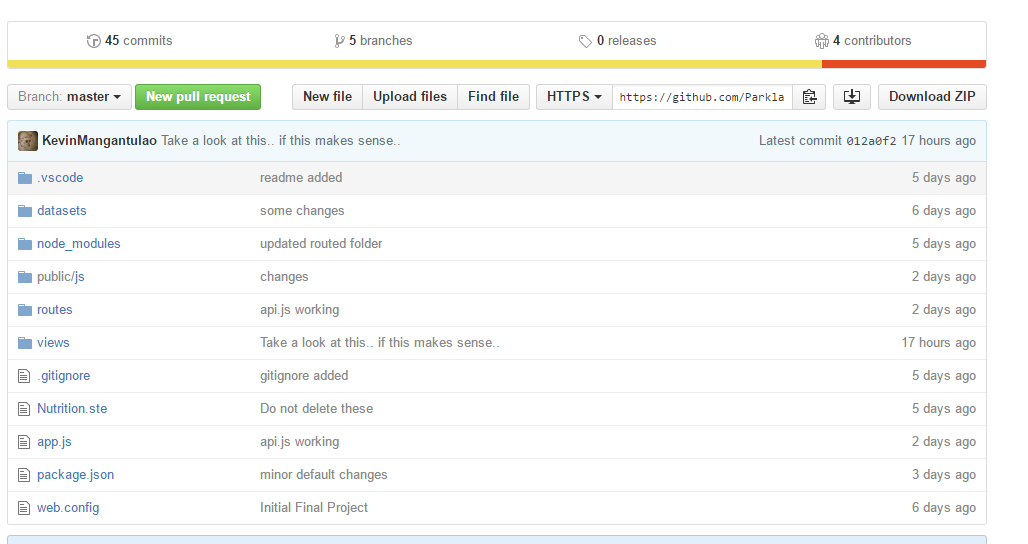 45 commits 5 branches 0 releases 4 contributors
Branch: master New pull request New file Upload files Find file HTTPS https://github.com/Parkla Download ZIP
KevinMangantulao Take a look at this.. if this makes sense.. Latest commit 012a0f2 17 hours ago
.vscode readme added 5 days ago
datasets some changes 6 days ago
node_modules updated routed folder 5 days ago
public/js changes 2 days ago
routes api.js working 2 days ago
views Take a look at this.. if this makes sense.. 17 hours ago
.gitignore gitignore added 5 days ago
Nutrition.ste Do not delete these 5 days ago
app.js api.js working 2 days ago
package.json minor default changes 3 days ago
web.config Initial Final Project 6 days ago